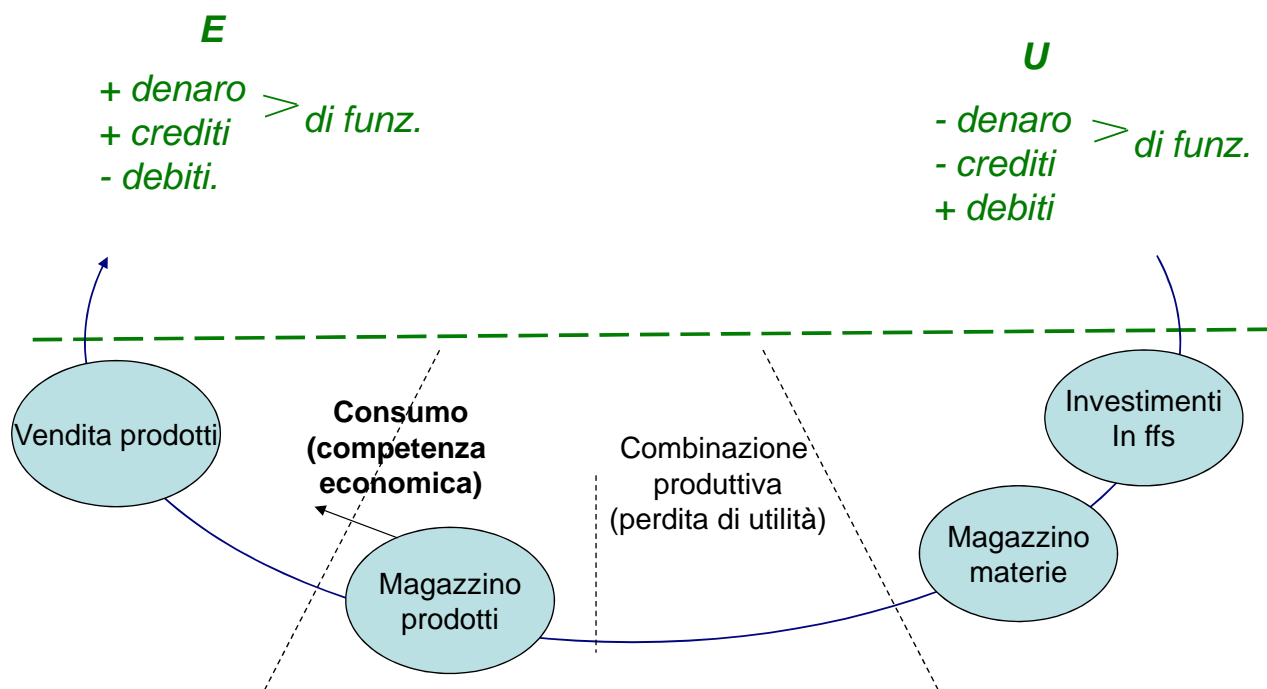 E
+ denaro
+ crediti
- debiti.
di funz.
U
- denaro
- crediti
+ debiti
di funz.
Vendita prodotti
Consumo
(competenza
economica)
Magazzino
prodotti
Combinazione
produttiva
(perdita di utilità)
Magazzino
materie
Investimenti
In ffs